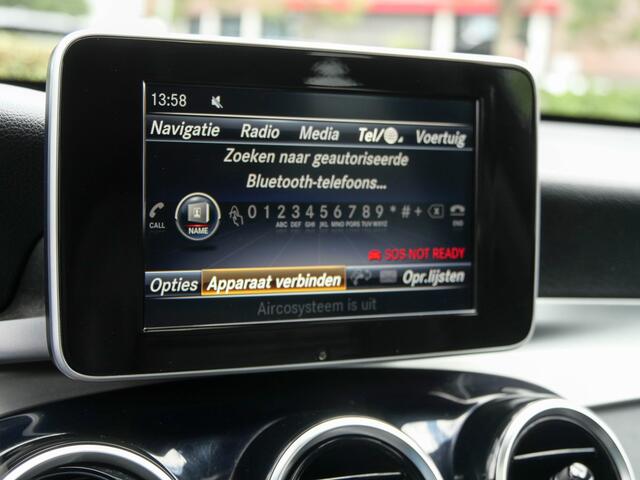 13:58
Navigatie Radio Media Tel/ Voertuig
Zoeken naar geautoriseerde
Bluetooth-telefoons...
0 1 2 3 4 5 6 7 8 9 * # +
ABC DEF GHI JKL MNO PQR TUV WXYZ
CALL NAME END
SOS NOT READY
Opties Apparaat verbinden Opr.lijsten
Aircosysteem is uit